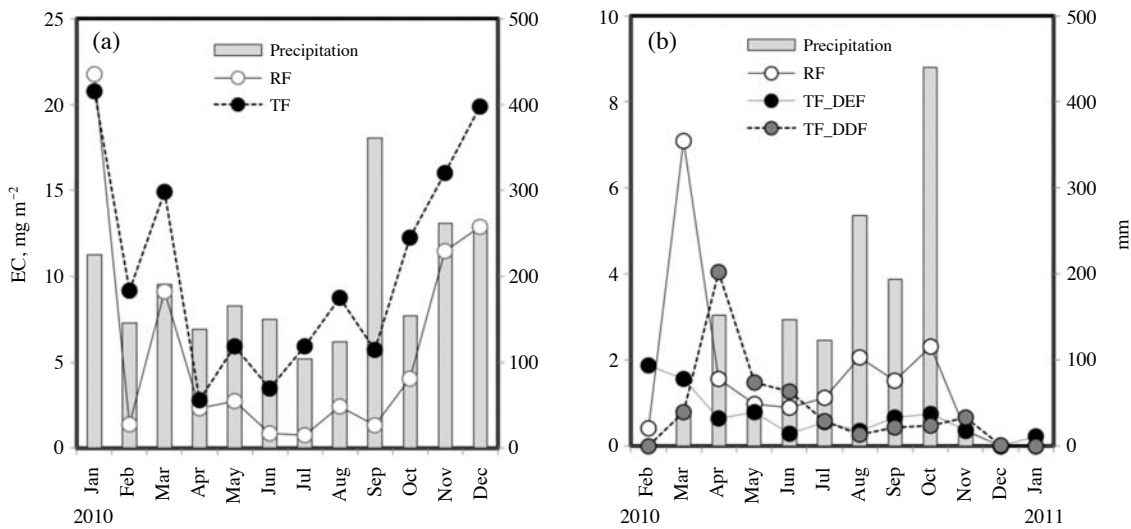 25
20
15
10
5
0
EC, mg m−2
(a)
Precipitation
RF
TF
500
400
300
200
100
0
Jan
Feb
Mar
Apr
May
Jun
Jul
Aug
Sep
Oct
Nov
Dec
2010
10
8
6
4
2
0
(b)
Precipitation
RF
TF_DEF
TF_DDF
500
400
300
200
100
0
mm
Feb
Mar
Apr
May
Jun
Jul
Aug
Sep
Oct
Nov
Dec
Jan
2010
2011